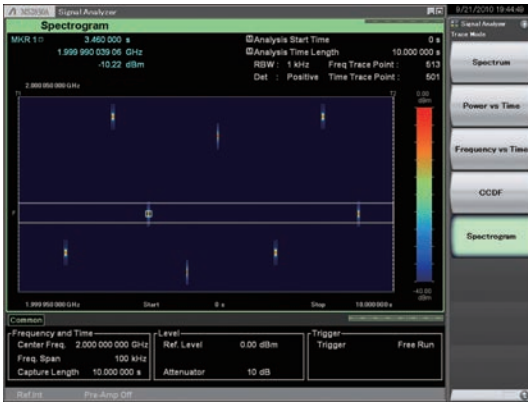 MS2830A Signal Analyzer
9/21/2010 19:44:49
Spectrogram
MKR 1 3.460 000 s
1.999 990 039 06 GHz
-10.22 dBm
Analysis Start Time 0 s
Analysis Time Length 10.000 000 s
RBW : 1 kHz Freq Trace Point : 513
Det : Positive Time Trace Point : 501
2.000 050 000 GHz
T1
T2
0.00
dBm
F
-40.00
dBm
1.999 950 000 GHz Start 0 s Stop 10.000000 s
Common
Frequency and Time
Center Freq. 2.000 000 000 GHz
Freq. Span 100 kHz
Capture Length 10.000 000 s
Level
Ref. Level 0.00 dBm
Attenuator 10 dB
Trigger
Trigger Free Run
Ref.Int Pre-Amp Off
Signal Analyzer
Trace Mode
Spectrum
Power vs Time
Frequency vs Time
CCDF
Spectrogram